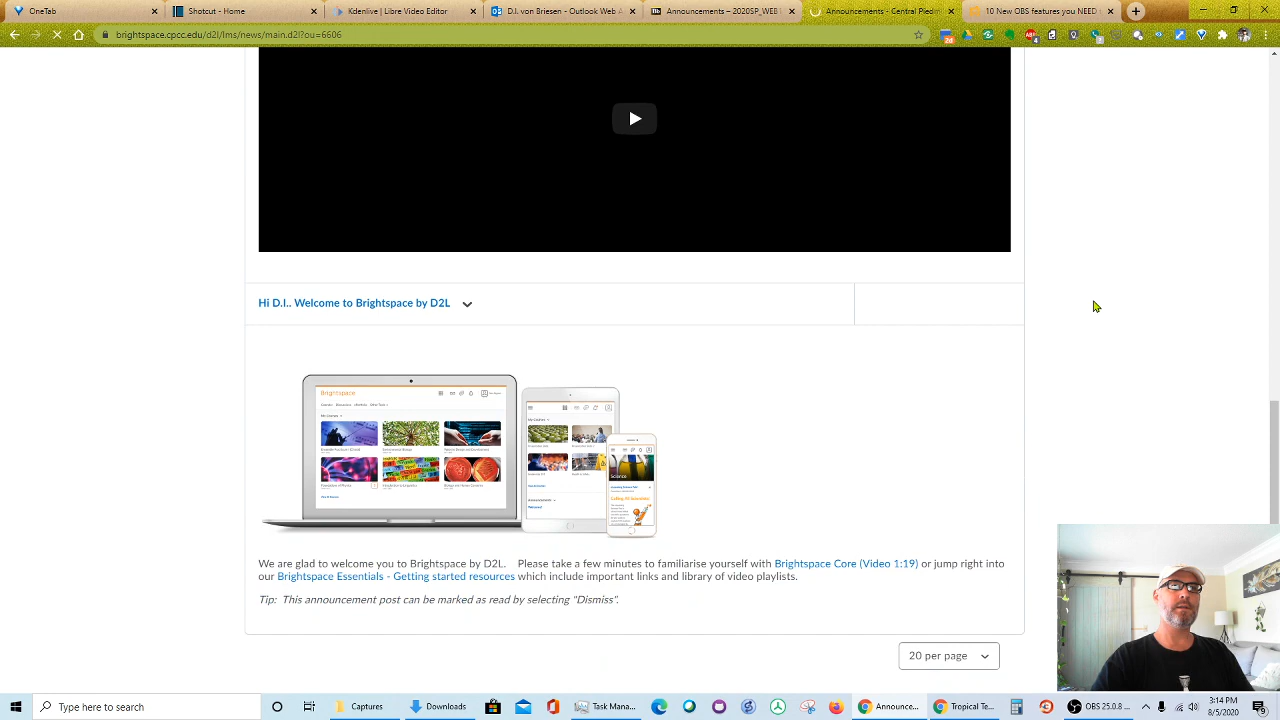 OneTab
Shotcut - Home
Kdenlive - Libre Video Editor
D.I. von Briesen - Outlook Web A
Announcements – 2020SP_WEB
Announcements - Central Piedm
10 New OBS features you NEED
brightspace.cpcc.edu/d2l/lms/news/main.d2l?ou=6606
Hi D.I.. Welcome to Brightspace by D2L
Brightspace
Science
We are glad to welcome you to Brightspace by D2L. Please take a few minutes to familiarise yourself with Brightspace Core (Video 1:19) or jump right into
our Brightspace Essentials - Getting started resources which include important links and library of video playlists.
Tip: This announcement post can be marked as read by selecting "Dismiss".
20 per page
Type here to search
Captures
Downloads
Task Mana...
Announce...
Tropical Te...
OBS 25.0.8 ...
3:14 PM
8/5/2020